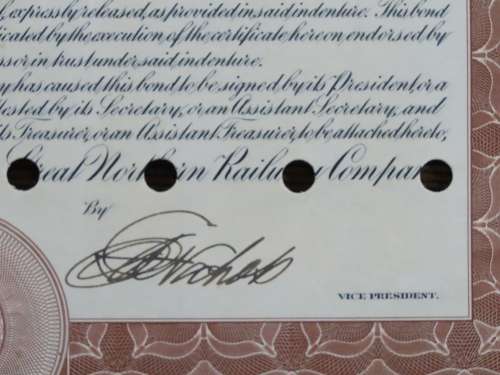 expressly released, as provided in said indenture. This bond
icated by the execution of the certificate hereon endorsed by
ssor in trust under said indenture.
y has caused this bond to be signed by its President or a
ttested by its Secretary, or an Assistant Secretary, and
its Treasurer, or an Assistant Treasurer, to be attached hereto,
Great Northern Railway Company
By
VICE PRESIDENT.